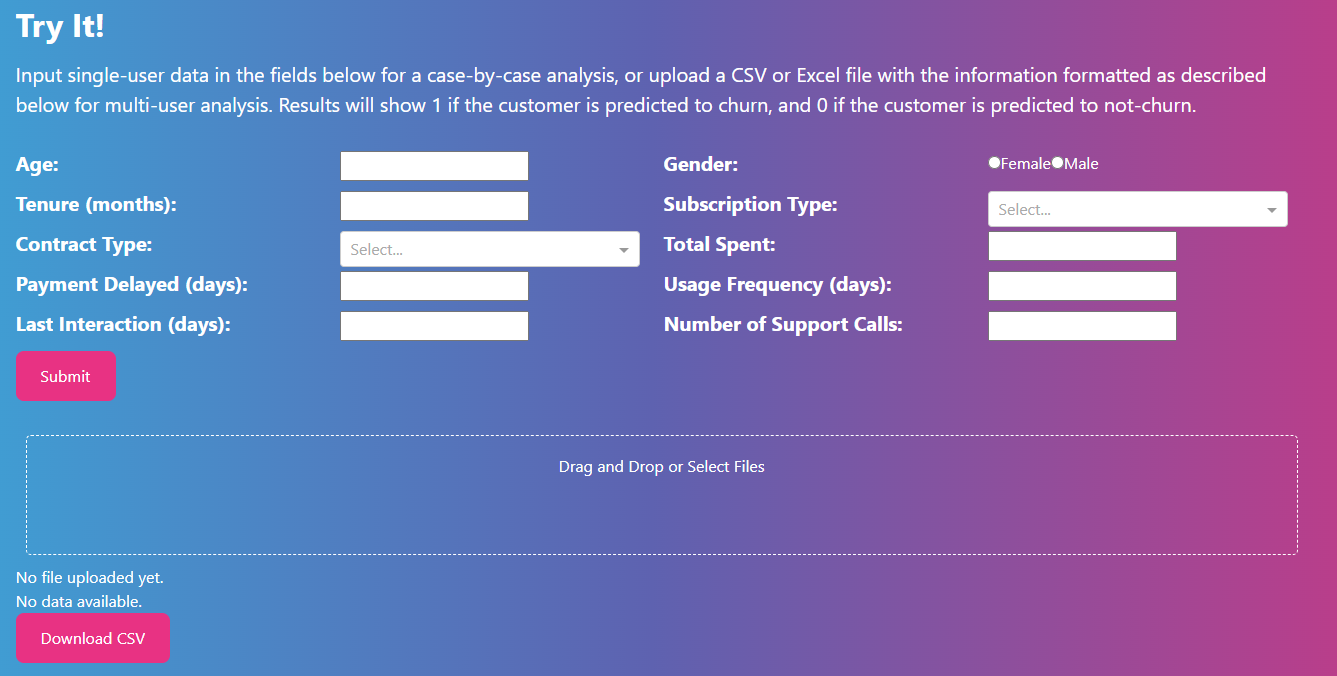 Try It!
Input single-user data in the fields below for a case-by-case analysis, or upload a CSV or Excel file with the information formatted as described
below for multi-user analysis. Results will show 1 if the customer is predicted to churn, and 0 if the customer is predicted to not-churn.
Age:
Gender:
Female Male
Tenure (months):
Subscription Type:
Select...
Contract Type:
Select...
Total Spent:
Payment Delayed (days):
Usage Frequency (days):
Last Interaction (days):
Number of Support Calls:
Submit
Drag and Drop or Select Files
No file uploaded yet.
No data available.
Download CSV